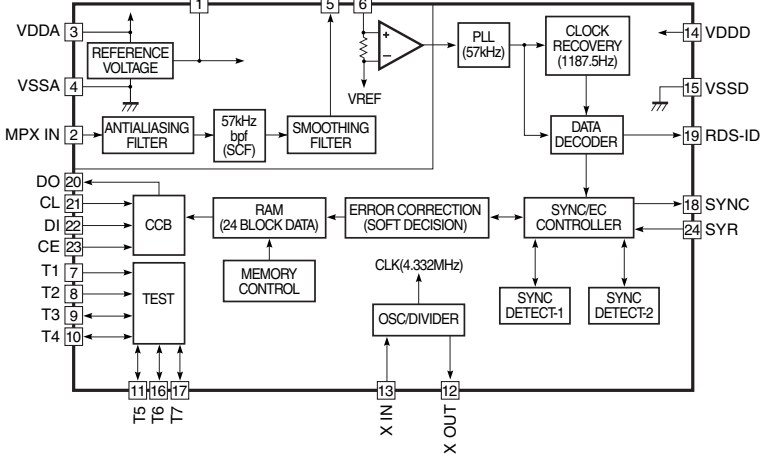 1
5
6
VDDA 3
REFERENCE
VOLTAGE
VSSA 4
+
−
VREF
PLL
(57kHz)
CLOCK
RECOVERY
(1187.5Hz)
14 VDDD
15 VSSD
MPX IN 2
ANTIALIASING
FILTER
57kHz
bpf
(SCF)
SMOOTHING
FILTER
DATA
DECODER
19 RDS-ID
DO 20
CL 21
DI 22
CE 23
CCB
RAM
(24 BLOCK DATA)
ERROR CORRECTION
(SOFT DECISION)
SYNC/EC
CONTROLLER
18 SYNC
24 SYR
T1 7
T2 8
T3 9
T4 10
TEST
MEMORY
CONTROL
CLK(4.332MHz)
OSC/DIVIDER
SYNC
DETECT-1
SYNC
DETECT-2
11 16 17
13
12
T5 T6 T7
X IN
X OUT